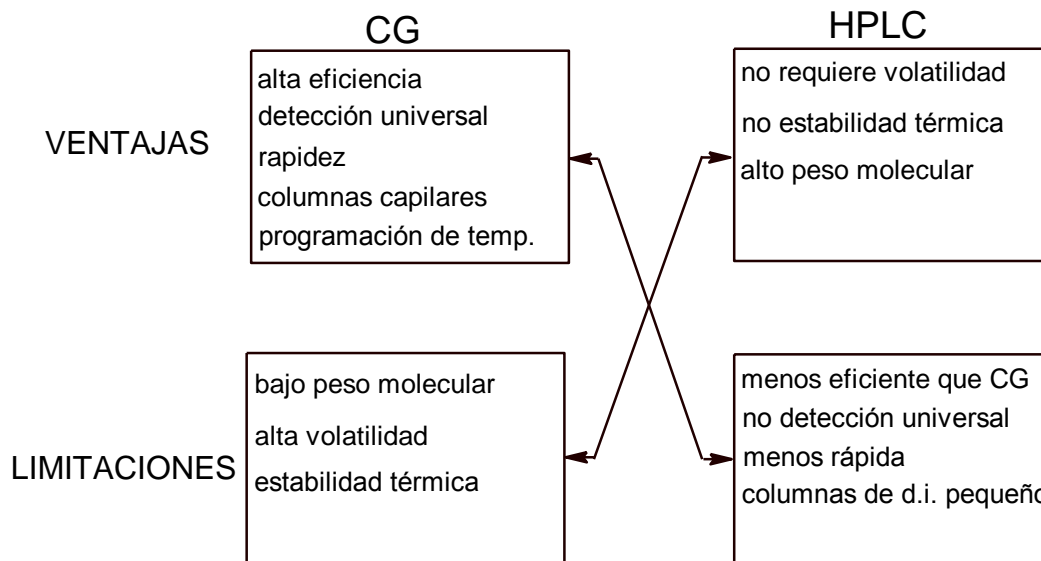 CG
HPLC
VENTAJAS
alta eficiencia
detección universal
rapidez
columnas capilares
programación de temp.
no requiere volatilidad
no estabilidad térmica
alto peso molecular
LIMITACIONES
bajo peso molecular
alta volatilidad
estabilidad térmica
menos eficiente que CG
no detección universal
menos rápida
columnas de d.i. pequeño